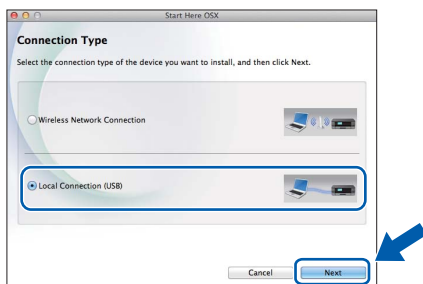 Start Here OSX
Connection Type
Select the connection type of the device you want to install, and then click Next.
Wireless Network Connection
Local Connection (USB)
Cancel
Next